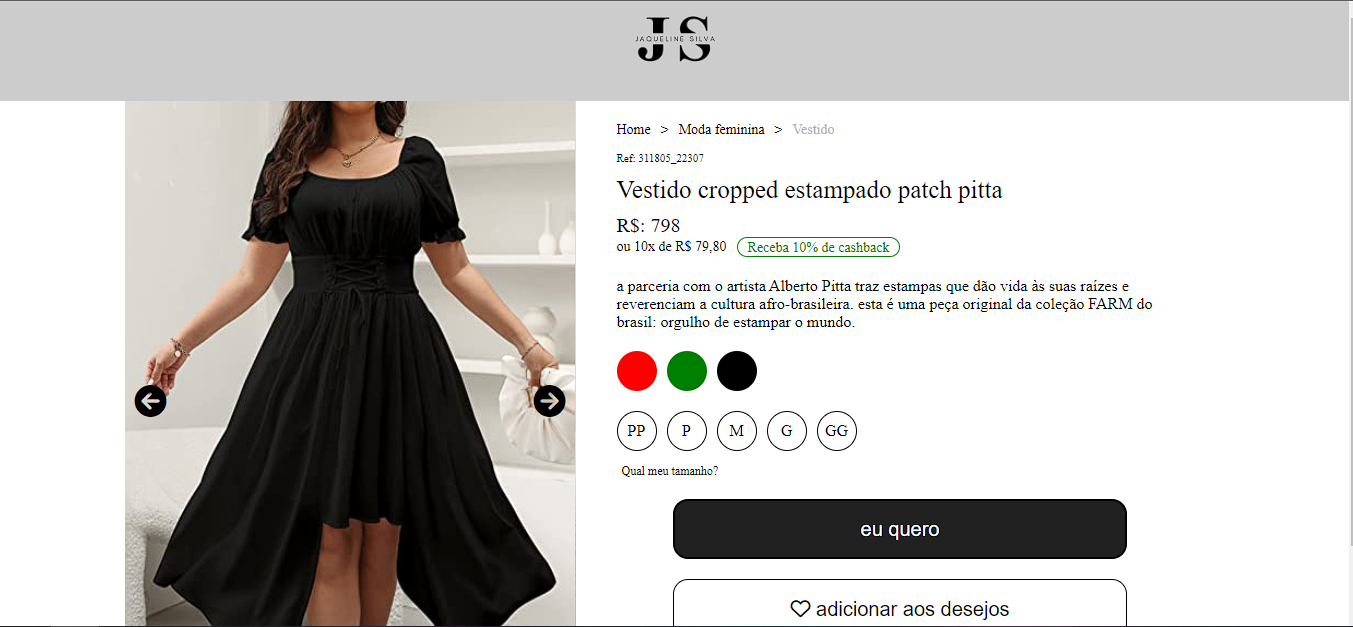 JS
JAQUELINE SILVA
Home > Moda feminina > Vestido
Ref: 311805_22307
Vestido cropped estampado patch pitta
R$: 798
ou 10x de R$ 79,80 Receba 10% de cashback
a parceria com o artista Alberto Pitta traz estampas que dão vida às suas raízes e
reverenciam a cultura afro-brasileira. esta é uma peça original da coleção FARM do
brasil: orgulho de estampar o mundo.
PP P M G GG
Qual meu tamanho?
eu quero
adicionar aos desejos